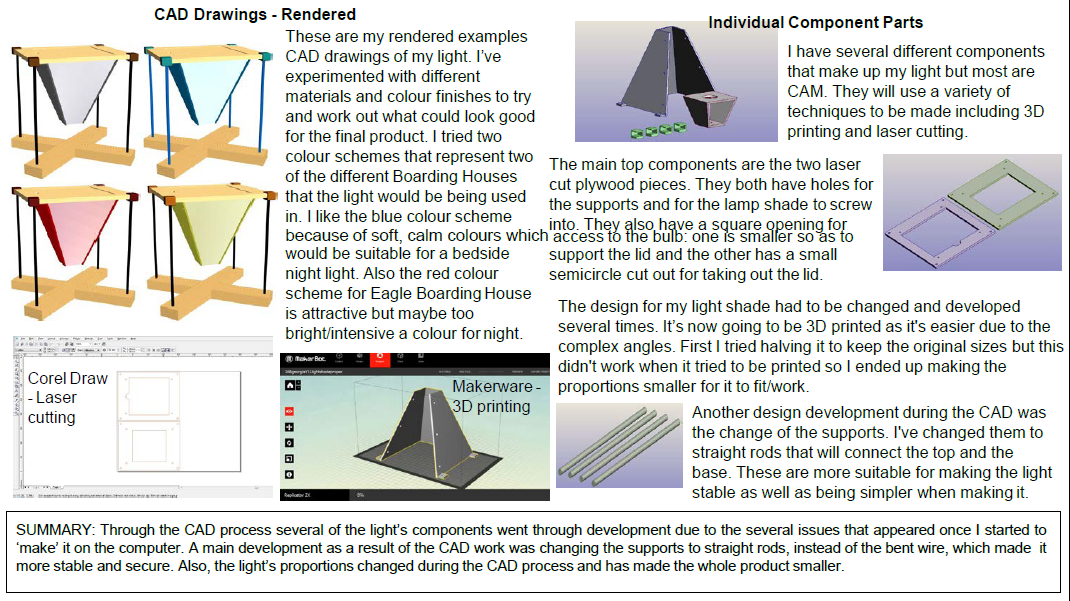 CAD Drawings - Rendered
These are my rendered examples
CAD drawings of my light. I've
experimented with different
materials and colour finishes to try
and work out what could look good
for the final product. I tried two
colour schemes that represent two
of the different Boarding Houses
that the light would be being used
in. I like the blue colour scheme
because of soft, calm colours which
would be suitable for a bedside
night light. Also the red colour
scheme for Eagle Boarding House
is attractive but maybe too
bright/intensive a colour for night.
Corel Draw
- Laser
cutting
MakerBot.
Makerware -
3D printing
Replicator 2X
Individual Component Parts
I have several different components
that make up my light but most are
CAM. They will use a variety of
techniques to be made including 3D
printing and laser cutting.
The main top components are the two laser
cut plywood pieces. They both have holes for
the supports and for the lamp shade to screw
into. They also have a square opening for
access to the bulb: one is smaller so as to
support the lid and the other has a small
semicircle cut out for taking out the lid.
The design for my light shade had to be changed and developed
several times. It's now going to be 3D printed as it's easier due to the
complex angles. First I tried halving it to keep the original sizes but this
didn't work when it tried to be printed so I ended up making the
proportions smaller for it to fit/work.
Another design development during the CAD was
the change of the supports. I've changed them to
straight rods that will connect the top and the
base. These are more suitable for making the light
stable as well as being simpler when making it.
SUMMARY: Through the CAD process several of the light's components went through development due to the several issues that appeared once I started to
'make' it on the computer. A main development as a result of the CAD work was changing the supports to straight rods, instead of the bent wire, which made it
more stable and secure. Also, the light's proportions changed during the CAD process and has made the whole product smaller.